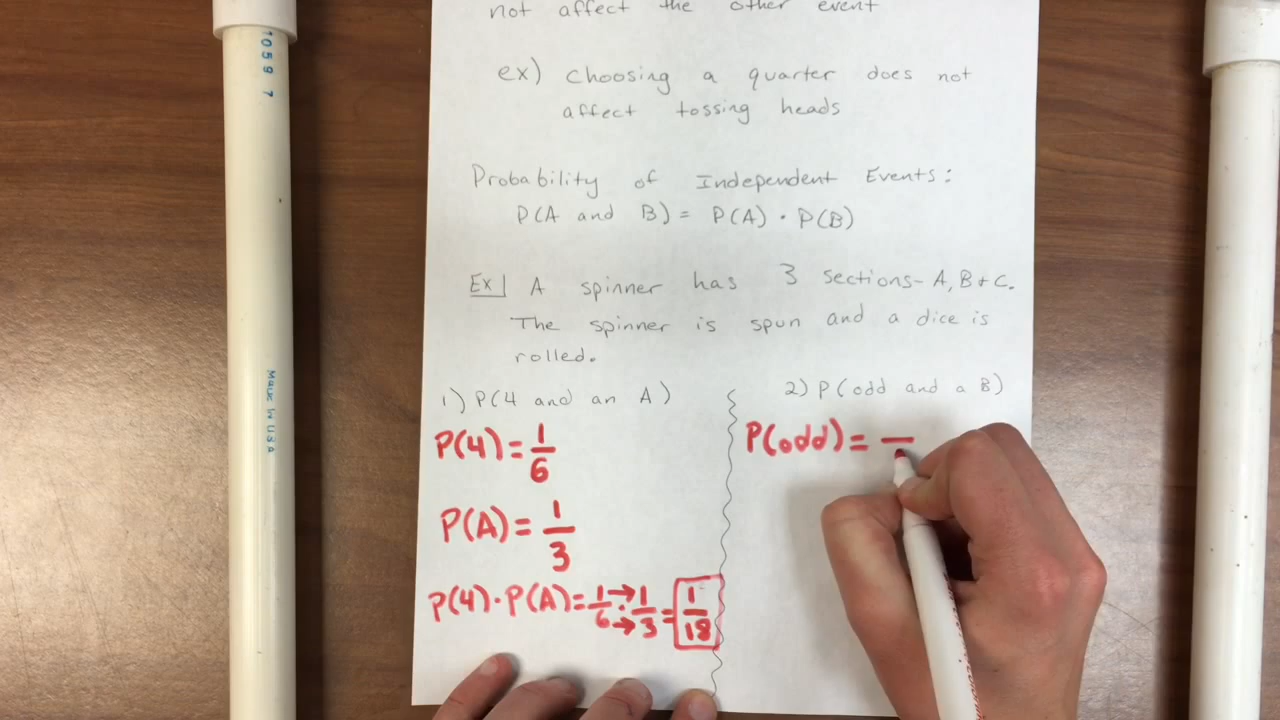 not affect the other event
ex) Choosing a quarter does not
affect tossing heads
Probability of Independent Events:
P(A and B) = P(A) · P(B)
Ex A spinner has 3 sections- A, B + C.
The spinner is spun and a dice is
rolled.
1) P(4 and an A)
P(4) = 1/6
P(A) = 1/3
P(4) · P(A) = 1/6 · 1/3 = 1/18
2) P(odd and a B)
P(odd) =
1059 7
MADE IN USA